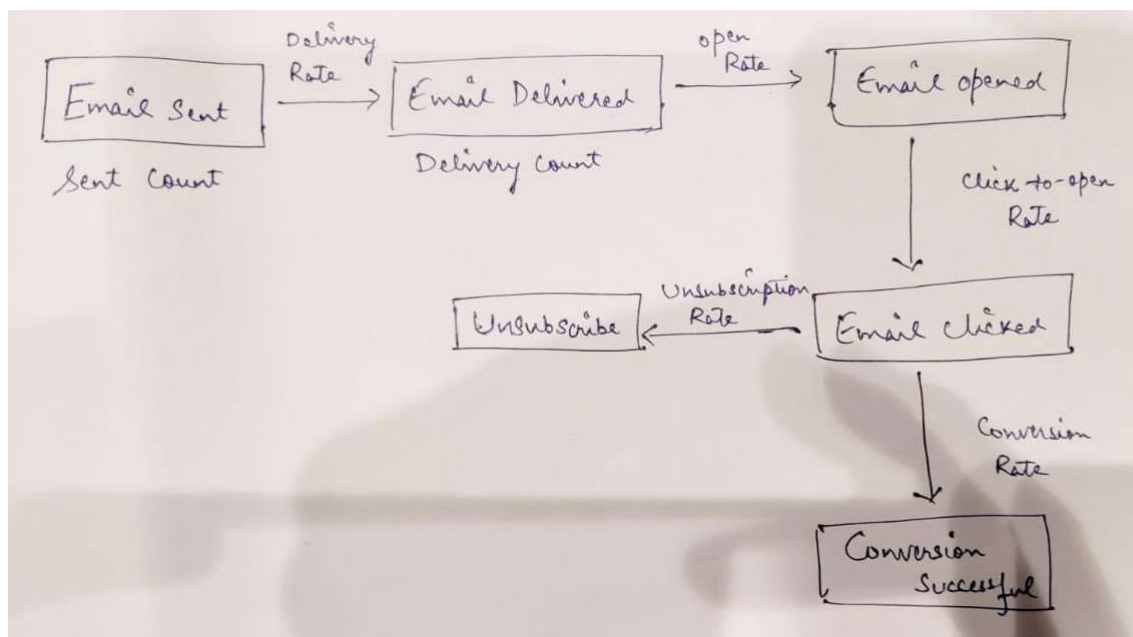 Delivery
Rate
open
Rate
Email Sent
Email Delivered
Email opened
Sent Count
Delivery Count
Click-to-open
Rate
Unsubscribe
Unsubscription
Rate
Email Clicked
Conversion
Rate
Conversion
Successful